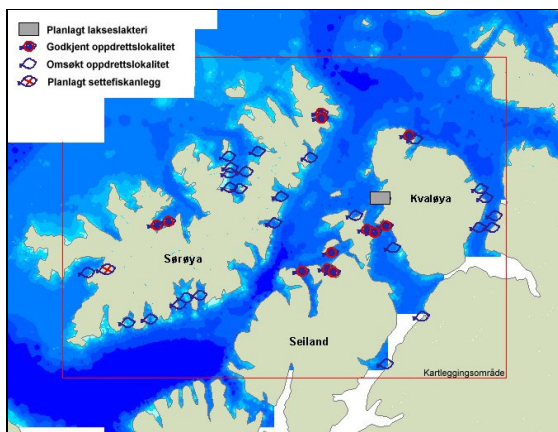 Planlagt lakseslakteri
Godkjent oppdrettslokalitet
Omsøkt oppdrettslokalitet
Planlagt settefiskanlegg
Kvaløya
Sørøya
Seiland
Kartleggingsområde